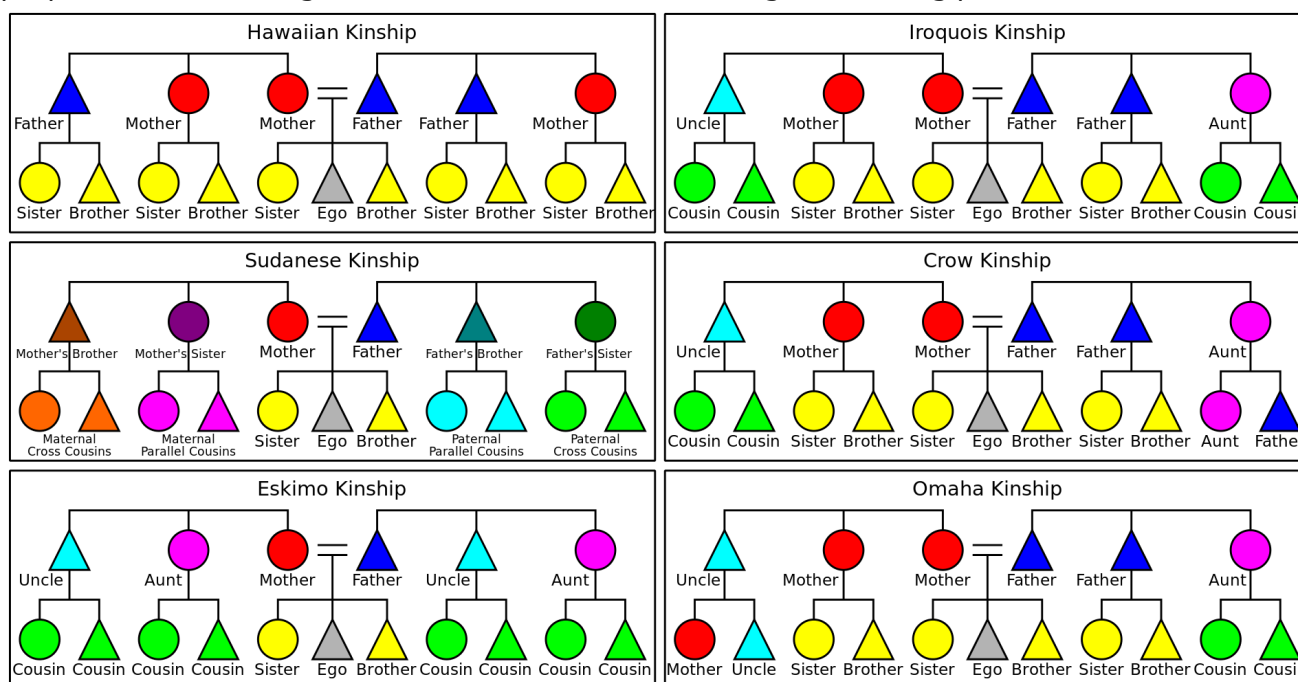 Hawaiian Kinship
Father Mother Mother Father Father Mother
Sister Brother Sister Brother Sister Ego Brother Sister Brother Sister Brother
Iroquois Kinship
Uncle Mother Mother Father Father Aunt
Cousin Cousin Sister Brother Sister Ego Brother Sister Brother Cousin Cousi
Sudanese Kinship
Mother's Brother Mother's Sister Mother Father Father's Brother Father's Sister
Maternal Cross Cousins Maternal Parallel Cousins Sister Ego Brother Paternal Parallel Cousins Paternal Cross Cousins
Crow Kinship
Uncle Mother Mother Father Father Aunt
Cousin Cousin Sister Brother Sister Ego Brother Sister Brother Aunt Father
Eskimo Kinship
Uncle Aunt Mother Father Uncle Aunt
Cousin Cousin Cousin Cousin Sister Ego Brother Cousin Cousin Cousin Cousin
Omaha Kinship
Uncle Mother Mother Father Father Aunt
Mother Uncle Sister Brother Sister Ego Brother Sister Brother Cousin Cousi